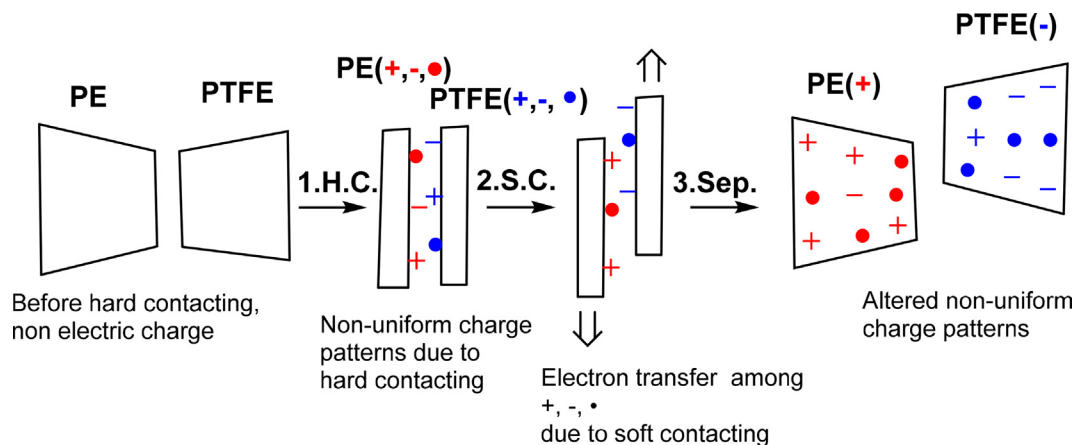 PE
PTFE
1.H.C.
PE(+,-,●)
PTFE(+,-, ●)
2.S.C.
3.Sep.
PE(+)
PTFE(-)
Before hard contacting,
non electric charge
Non-uniform charge
patterns due to
hard contacting
Electron transfer among
+, -, •
due to soft contacting
Altered non-uniform
charge patterns